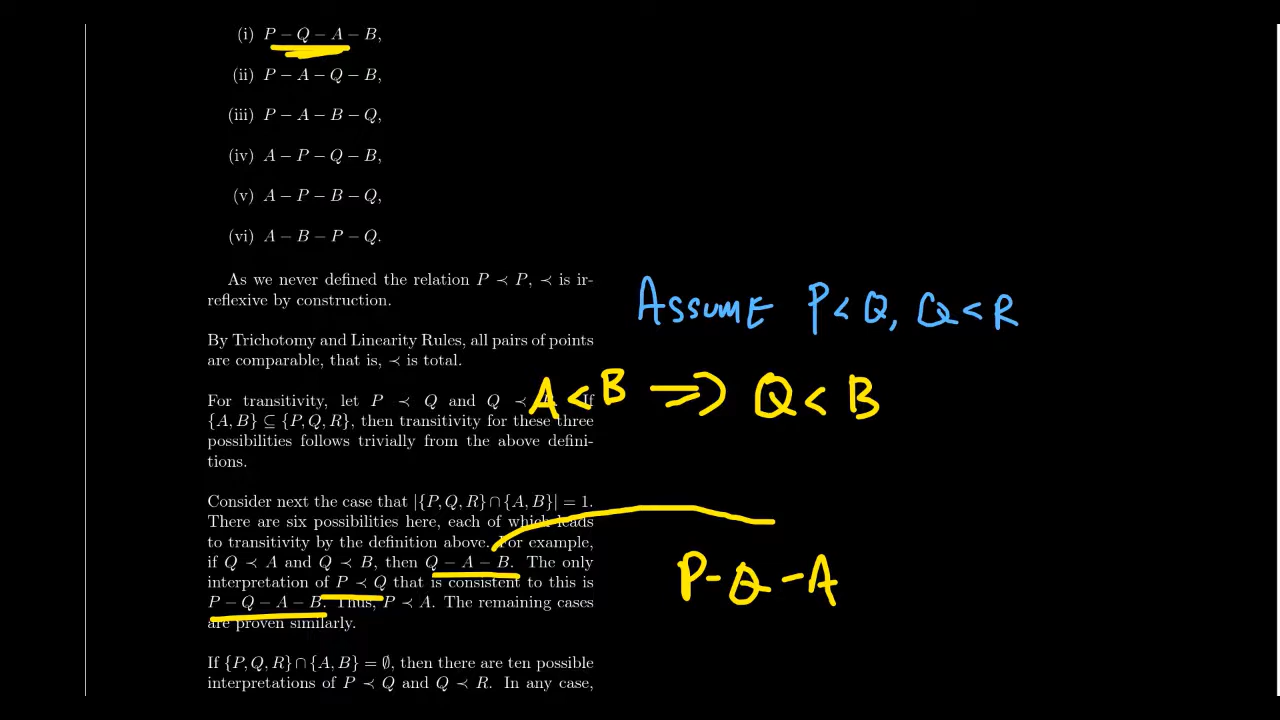 (i) P − Q − A − B,
(ii) P − A − Q − B,
(iii) P − A − B − Q,
(iv) A − P − Q − B,
(v) A − P − B − Q,
(vi) A − B − P − Q.
As we never defined the relation P ≺ P, ≺ is ir-
reflexive by construction.
Assume P < Q, Q < R
By Trichotomy and Linearity Rules, all pairs of points
are comparable, that is, ≺ is total.
A < B ⟹ Q < B
For transitivity, let P ≺ Q and Q ≺ If
{A, B} ⊆ {P, Q, R}, then transitivity for these three
possibilities follows trivially from the above defini-
tions.
Consider next the case that |{P, Q, R} ∩ {A, B}| = 1.
There are six possibilities here, each of which leads
to transitivity by the definition above. For example,
if Q ≺ A and Q ≺ B, then Q − A − B. The only
interpretation of P ≺ Q that is consistent to this is
P − Q − A − B. Thus, P ≺ A. The remaining cases
are proven similarly.
P - Q - A
If {P, Q, R} ∩ {A, B} = ∅, then there are ten possible
interpretations of P ≺ Q and Q ≺ R. In any case,